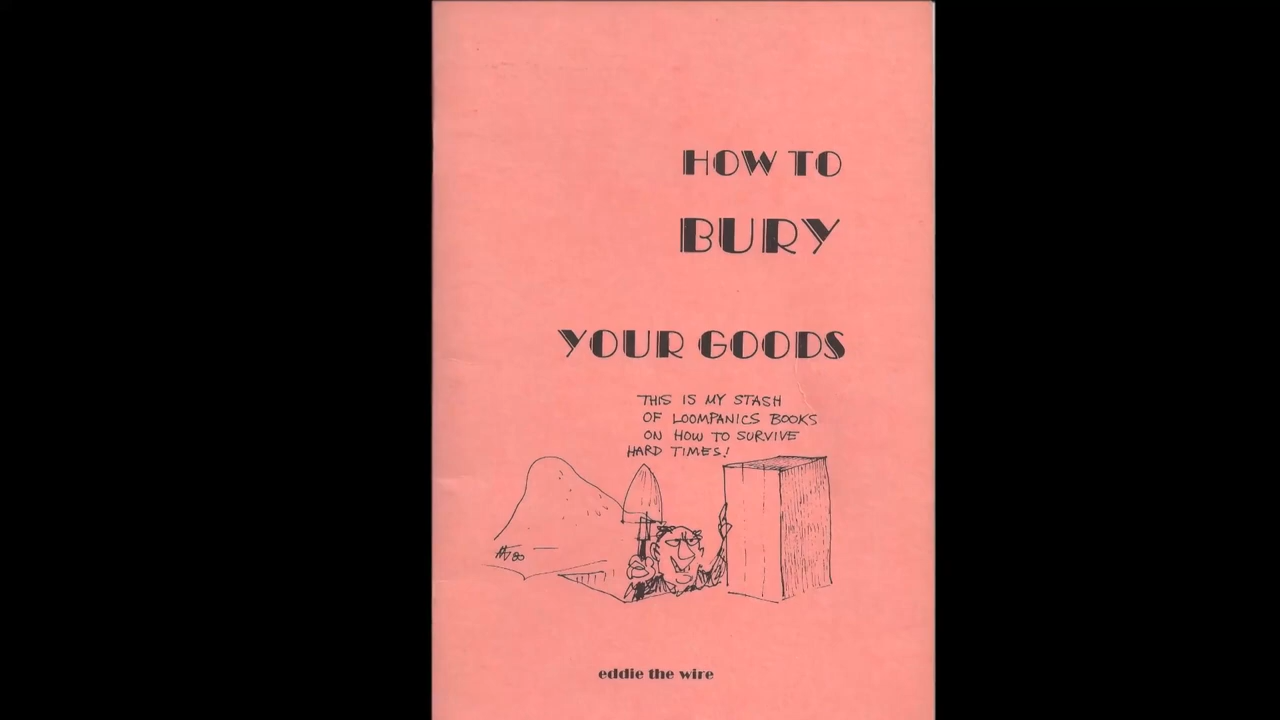 HOW TO
BURY
YOUR GOODS
THIS IS MY STASH
OF LOOMPANICS BOOKS
ON HOW TO SURVIVE
HARD TIMES!
80
eddie the wire